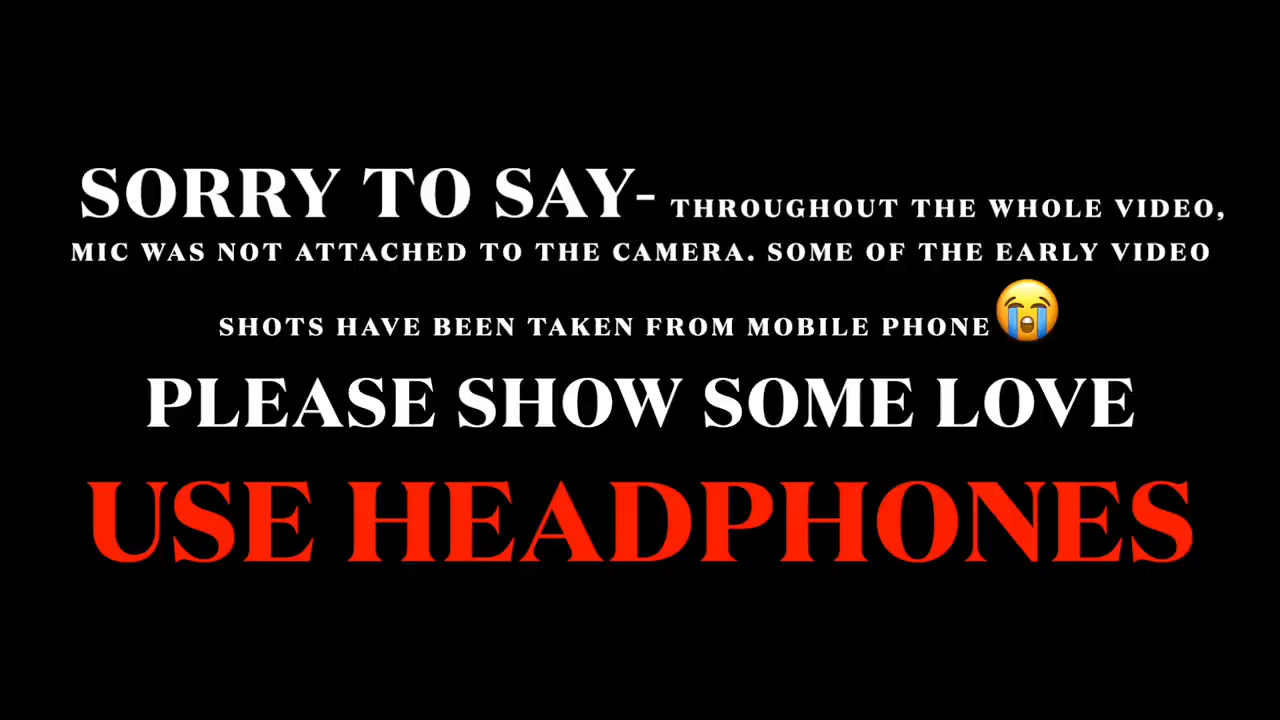 SORRY TO SAY- THROUGHOUT THE WHOLE VIDEO,
MIC WAS NOT ATTACHED TO THE CAMERA. SOME OF THE EARLY VIDEO
SHOTS HAVE BEEN TAKEN FROM MOBILE PHONE😭
PLEASE SHOW SOME LOVE
USE HEADPHONES